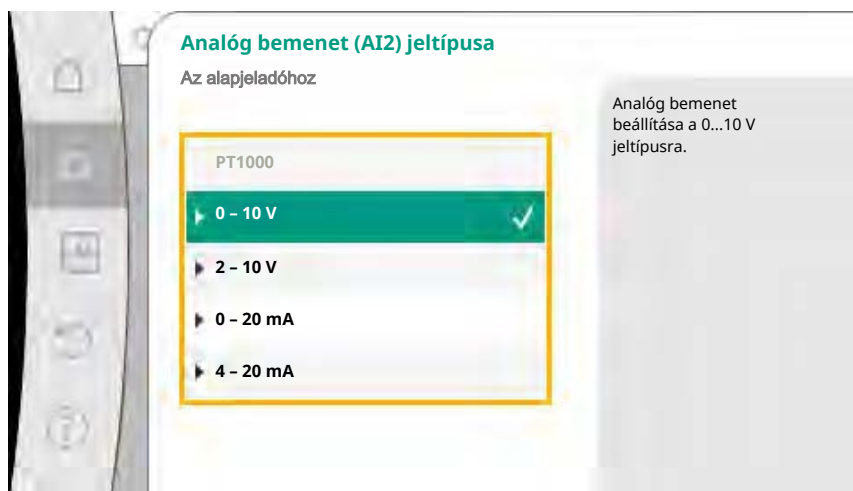 Analóg bemenet (AI2) jeltípusa
Az alapjeladóhoz
PT1000
0 – 10 V
2 – 10 V
0 – 20 mA
4 – 20 mA
Analóg bemenet
beállítása a 0...10 V
jeltípusra.